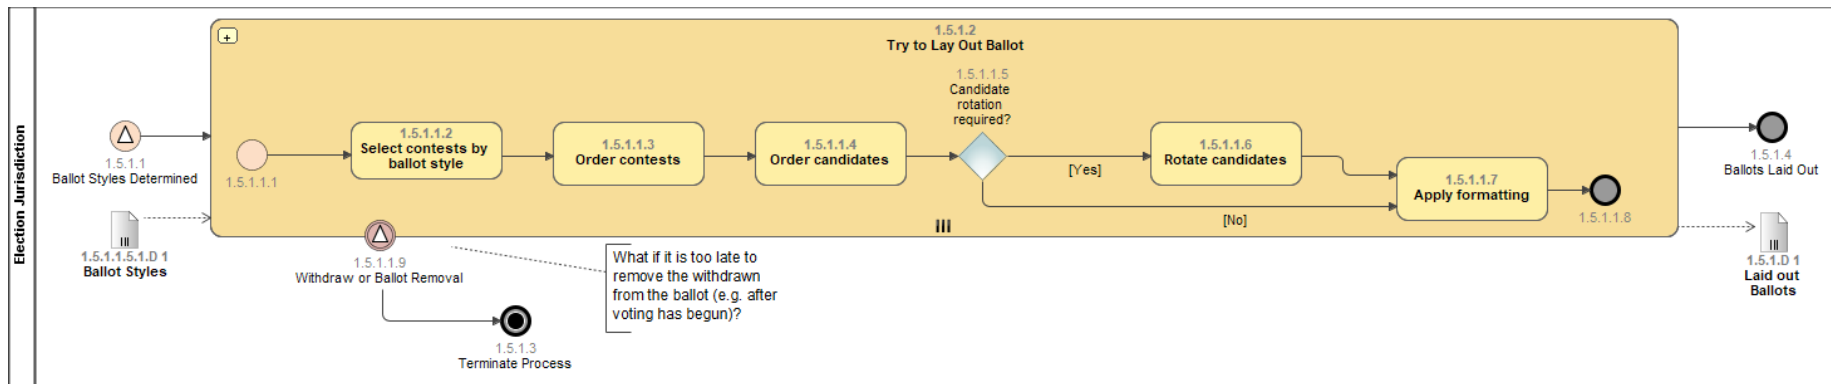 Election Jurisdiction
1.5.1.1
Ballot Styles Determined
1.5.1.1.5.1.D 1
Ballot Styles
1.5.1.2
Try to Lay Out Ballot
1.5.1.1.1
1.5.1.1.2
Select contests by
ballot style
1.5.1.1.3
Order contests
1.5.1.1.4
Order candidates
1.5.1.1.5
Candidate
rotation
required?
[Yes]
[No]
1.5.1.1.6
Rotate candidates
1.5.1.1.7
Apply formatting
1.5.1.1.8
1.5.1.1.9
Withdraw or Ballot Removal
What if it is too late to
remove the withdrawn
from the ballot (e.g. after
voting has begun)?
1.5.1.3
Terminate Process
1.5.1.4
Ballots Laid Out
1.5.1.D 1
Laid out
Ballots